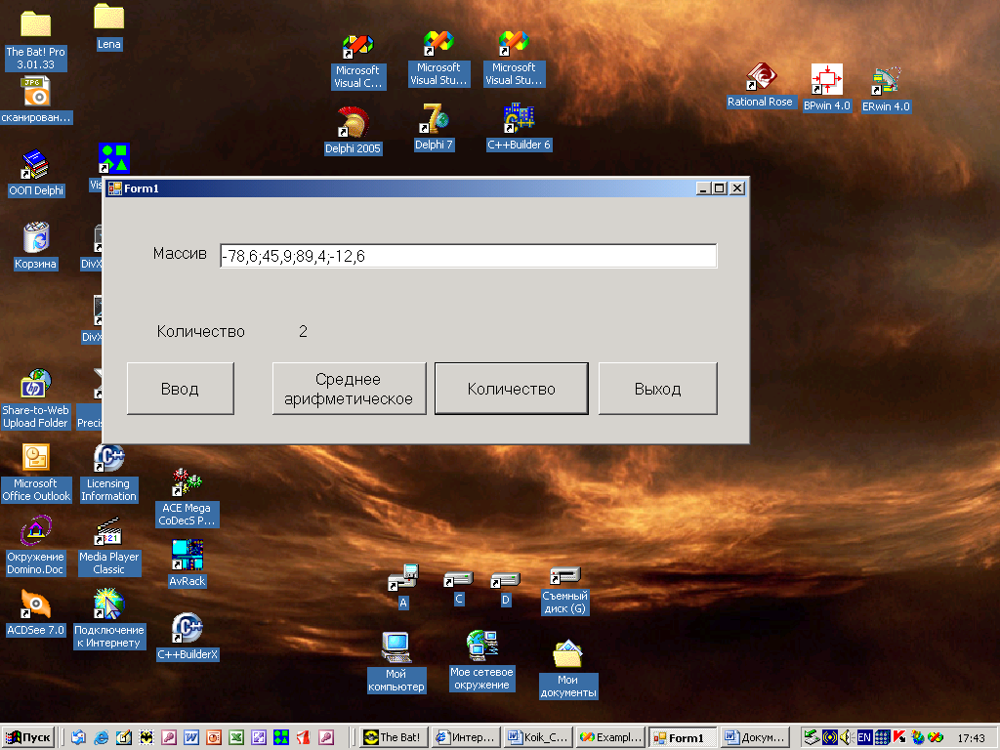 The Bat! Pro
3.01.33
Lena
Microsoft
Visual C...
Microsoft
Visual Stu...
Microsoft
Visual Stu...
Rational Rose
BPwin 4.0
ERwin 4.0
JPG
сканирован...
Delphi 2005
Delphi 7
C++Builder 6
ООП Delphi
Vis
Form1
Массив
-78,6;45,9;89,4;-12,6
Корзина
DivX
Количество
2
DivX
Ввод
Среднее
арифметическое
Количество
Выход
Share-to-Web
Upload Folder
Precis
Microsoft
Office Outlook
Licensing
Information
ACE Mega
CoDecS P...
Окружение
Domino.Doc
Media Player
Classic
321
AvRack
A
C
D
Съемный
диск (G)
ACDSee 7.0
Подключение
к Интернету
C++BuilderX
Мой
компьютер
Мое сетевое
окружение
Мои
документы
Пуск
The Bat!
Интер...
Koik_C...
Exampl...
Form1
Докум...
EN
17:43